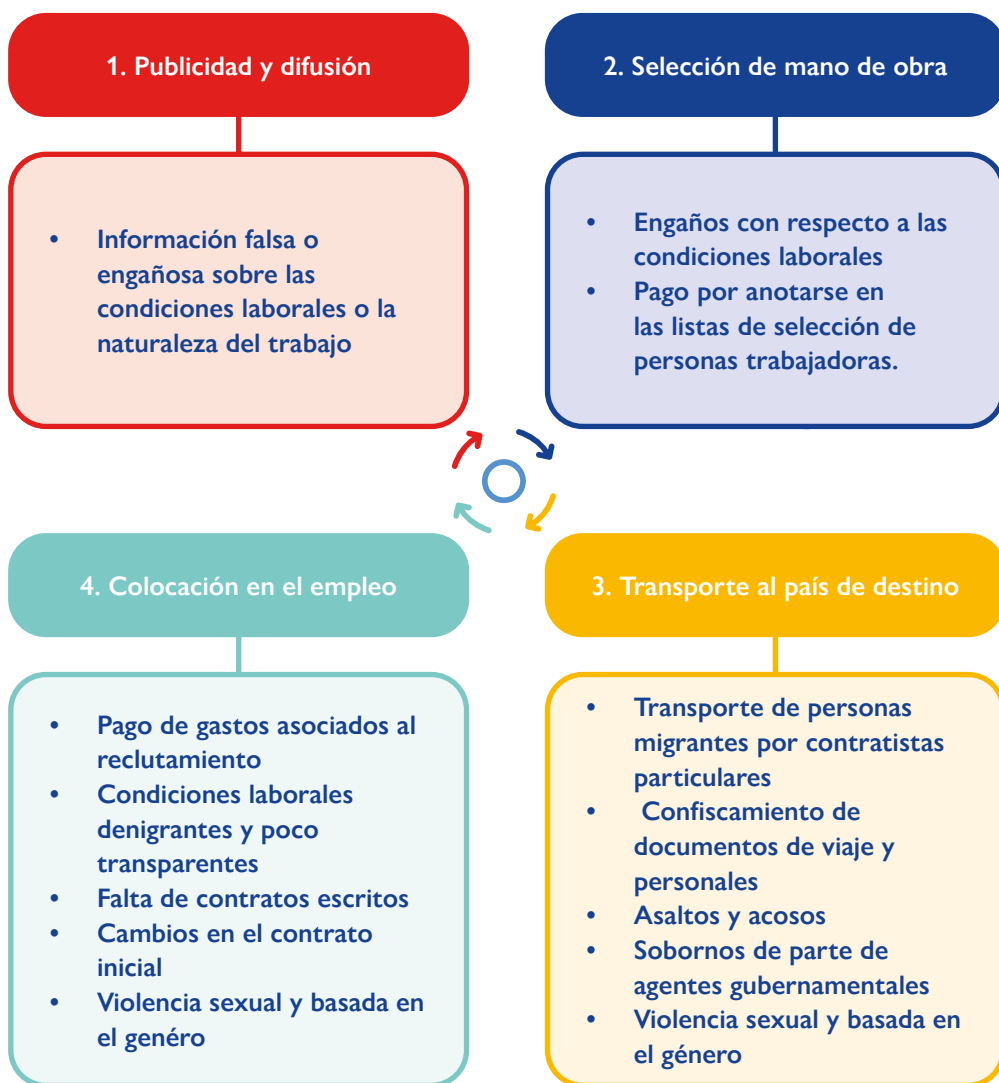 1. Publicidad y difusión
• Información falsa o
engañosa sobre las
condiciones laborales o la
naturaleza del trabajo
2. Selección de mano de obra
• Engaños con respecto a las
condiciones laborales
• Pago por anotarse en
las listas de selección de
personas trabajadoras.
3. Transporte al país de destino
• Transporte de personas
migrantes por contratistas
particulares
• Confiscamiento de
documentos de viaje y
personales
• Asaltos y acosos
• Sobornos de parte de
agentes gubernamentales
• Violencia sexual y basada en
el género
4. Colocación en el empleo
• Pago de gastos asociados al
reclutamiento
• Condiciones laborales
denigrantes y poco
transparentes
• Falta de contratos escritos
• Cambios en el contrato
inicial
• Violencia sexual y basada en
el genéro